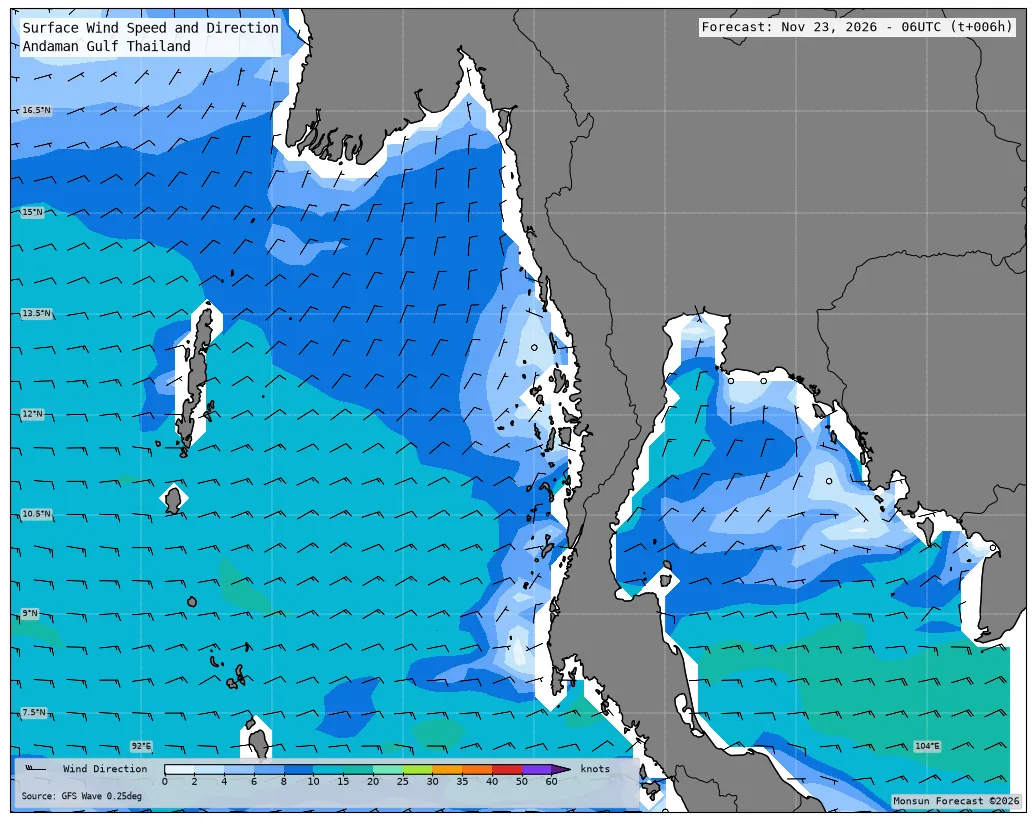 Surface Wind Speed and Direction
Andaman Gulf Thailand
Forecast: Nov 23, 2026 - 06UTC (t+006h)
16.5°N
15°N
13.5°N
12°N
10.5°N
9°N
7.5°N
92°E
104°E
Wind Direction
knots
0 2 4 6 8 10 15 20 25 30 35 40 50 60
Source: GFS Wave 0.25deg
Monsun Forecast ©2026